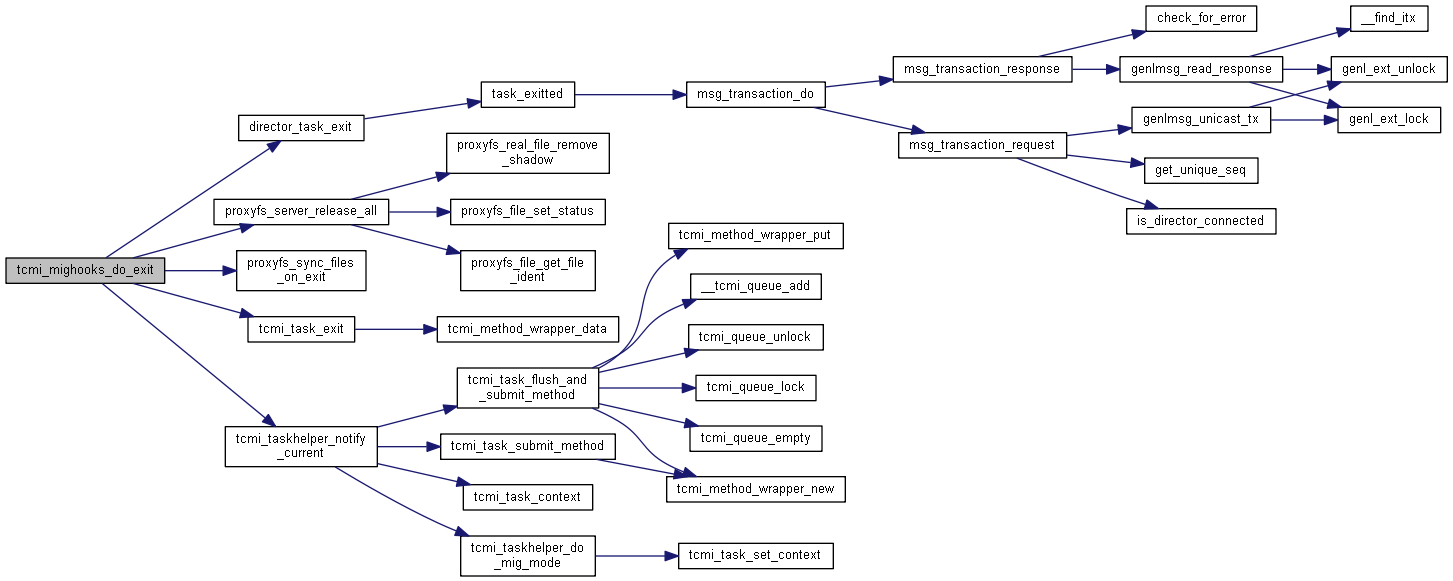 check_for_error
__find_itx
msg_transaction_response
genlmsg_read_response
genl_ext_unlock
task_exitted
msg_transaction_do
director_task_exit
genlmsg_unicast_tx
genl_ext_lock
proxyfs_real_file_remove
_shadow
msg_transaction_request
get_unique_seq
proxyfs_server_release_all
proxyfs_file_set_status
is_director_connected
tcmi_method_wrapper_put
tcmi_mighooks_do_exit
proxyfs_sync_files
_on_exit
proxyfs_file_get_file
_ident
__tcmi_queue_add
tcmi_task_exit
tcmi_method_wrapper_data
tcmi_queue_unlock
tcmi_task_flush_and
_submit_method
tcmi_queue_lock
tcmi_taskhelper_notify
_current
tcmi_task_submit_method
tcmi_queue_empty
tcmi_task_context
tcmi_method_wrapper_new
tcmi_taskhelper_do
_mig_mode
tcmi_task_set_context